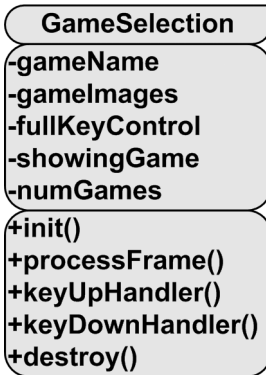 GameSelection
-gameName
-gameImages
-fullKeyControl
-showingGame
-numGames
+init()
+processFrame()
+keyUpHandler()
+keyDownHandler()
+destroy()